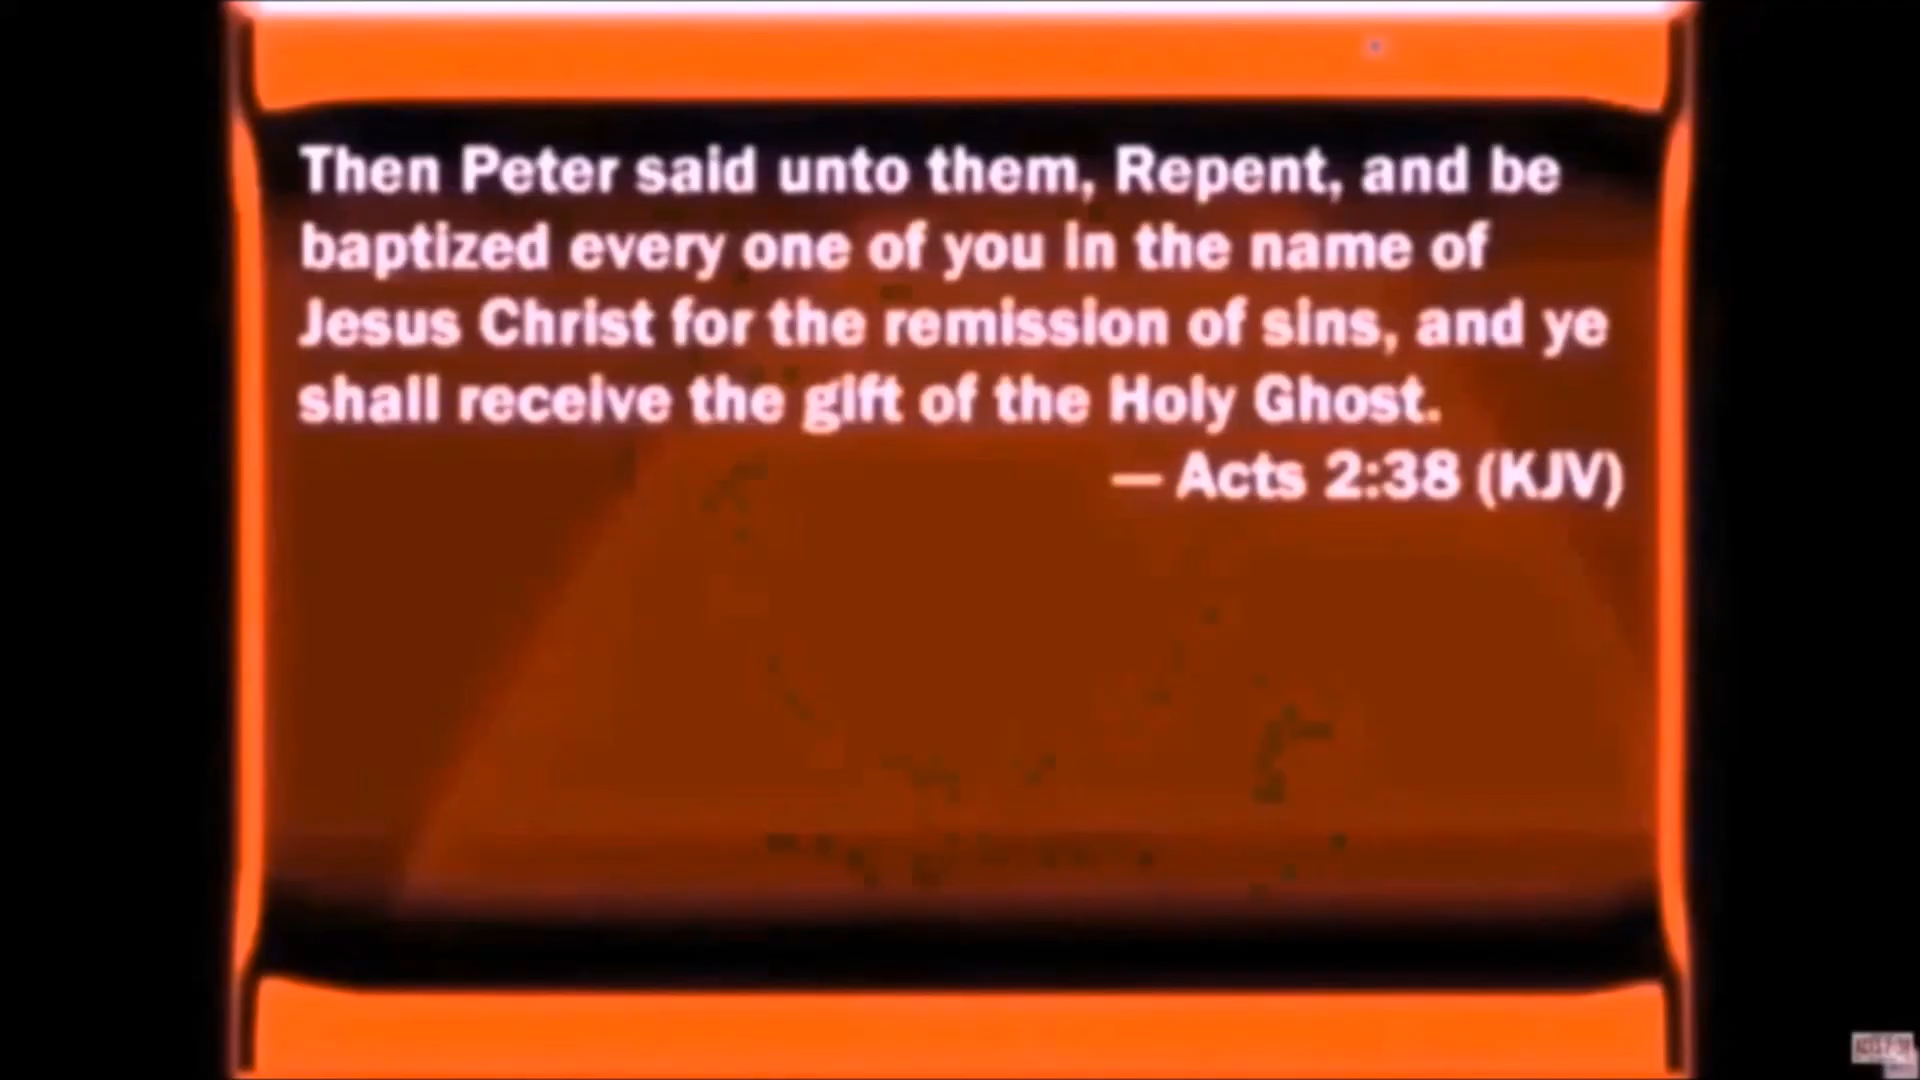 Then Peter said unto them, Repent, and be
baptized every one of you in the name of
Jesus Christ for the remission of sins, and ye
shall receive the gift of the Holy Ghost.
— Acts 2:38 (KJV)